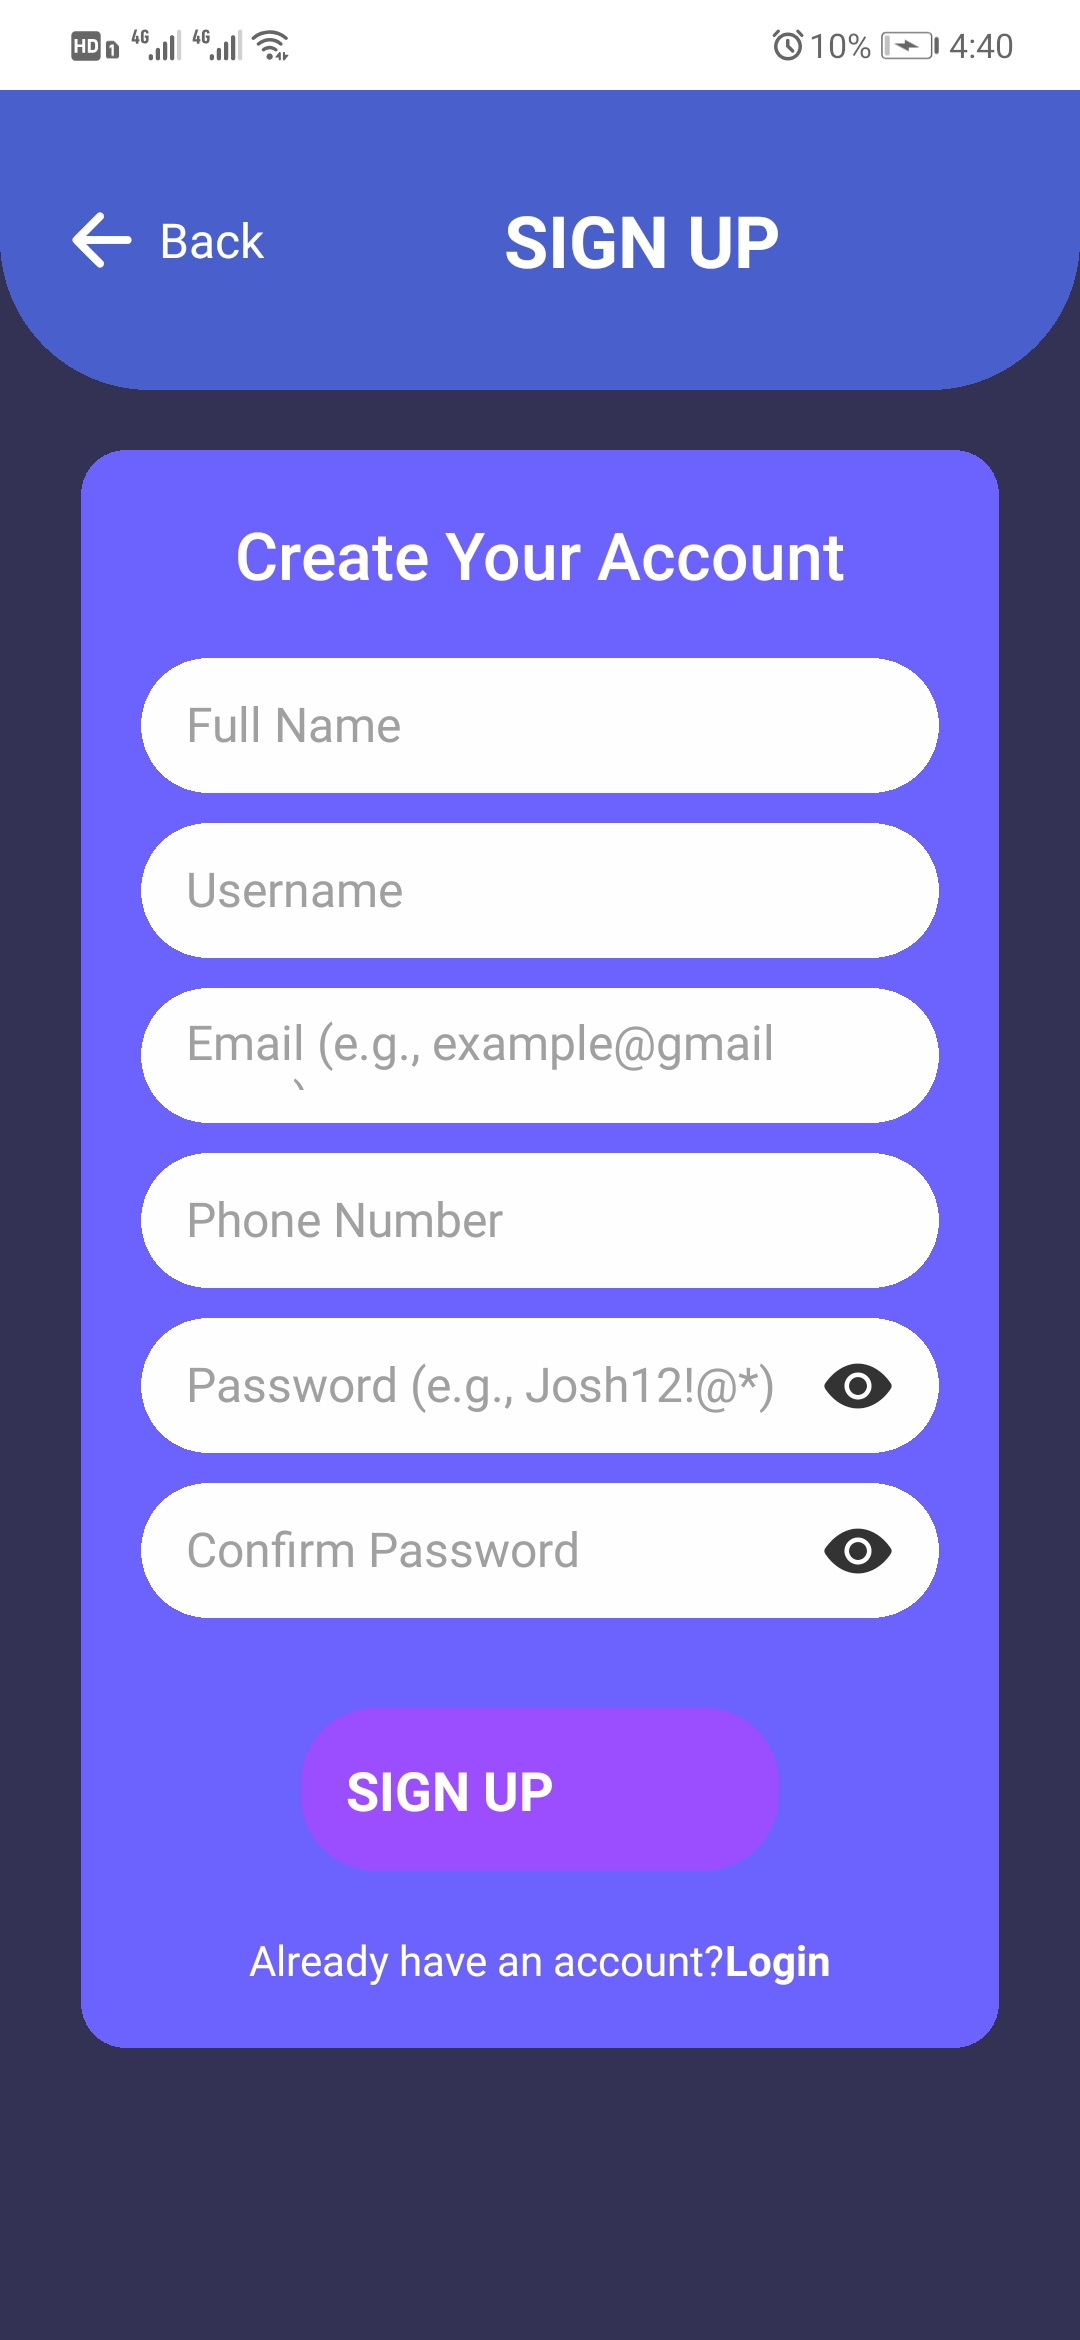 HD 1 4G 4G 10% 4:40
Back SIGN UP
Create Your Account
Full Name
Username
Email (e.g., example@gmail
)
Phone Number
Password (e.g., Josh12!@*)
Confirm Password
SIGN UP
Already have an account?Login